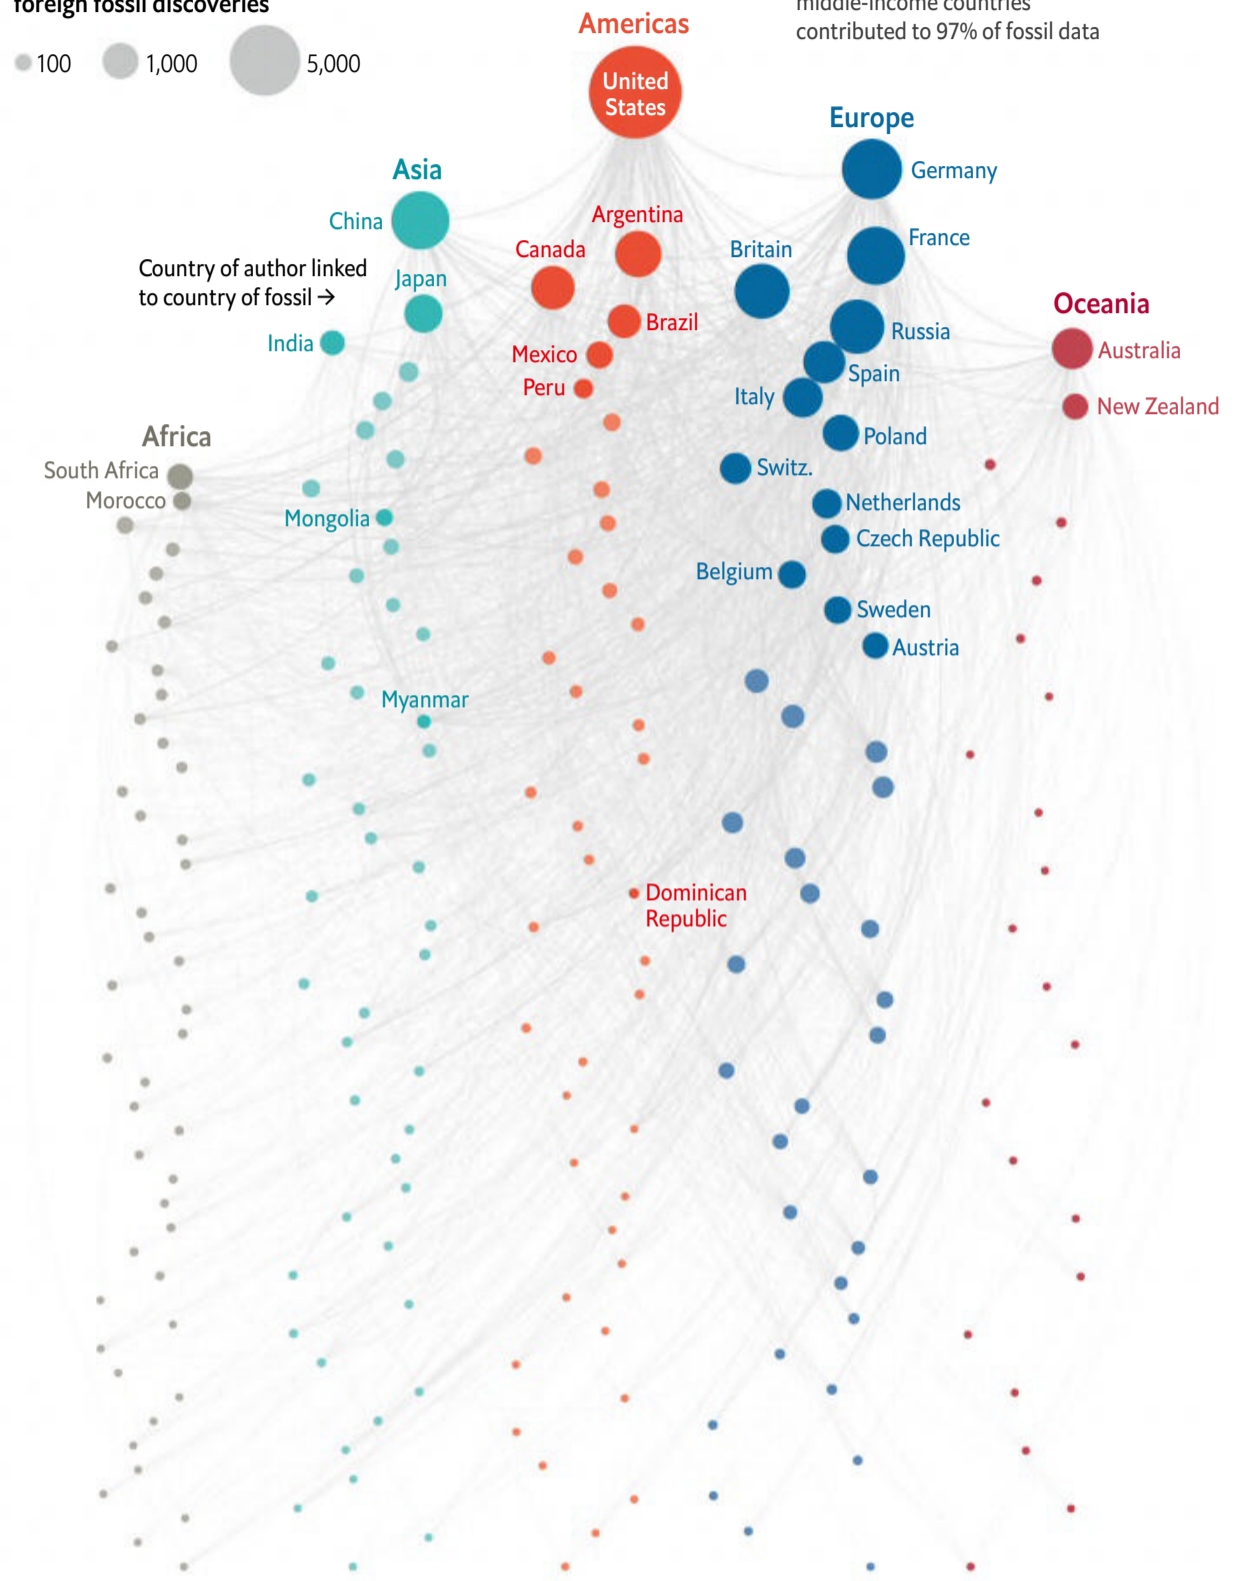 foreign fossil discoveries
100
1,000
5,000
middle-income countries
contributed to 97% of fossil data
Americas
United
States
Europe
Germany
Asia
China
Argentina
France
Canada
Britain
Country of author linked
to country of fossil →
Japan
Oceania
India
Brazil
Russia
Mexico
Australia
Spain
Peru
Italy
New Zealand
Africa
Poland
South Africa
Switz.
Morocco
Mongolia
Netherlands
Czech Republic
Belgium
Sweden
Austria
Myanmar
Dominican
Republic